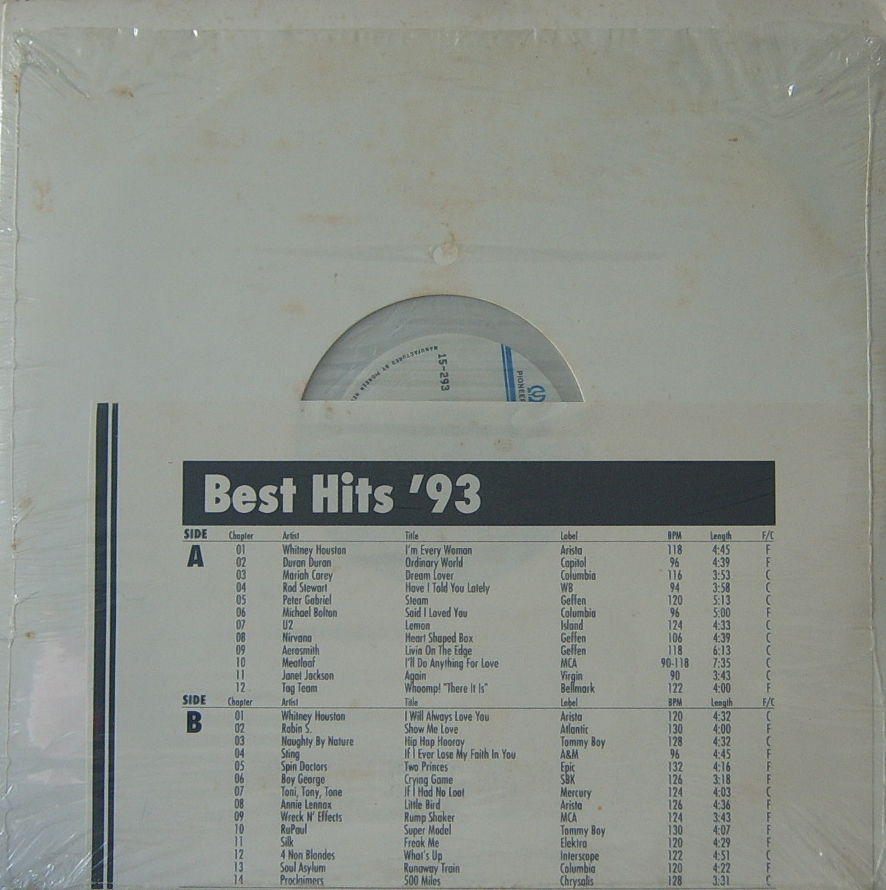 MANUFACTURED BY PIONEER
15-293
PIONEER
Best Hits '93
SIDE Chapter Artist Title Label BPM Length F/C
A 01 Whitney Houston I'm Every Woman Arista 118 4:45 F
02 Duran Duran Ordinary World Capitol 96 4:39 F
03 Mariah Carey Dream Lover Columbia 116 3:53 C
04 Rod Stewart Have I Told You Lately WB 94 3:58 C
05 Peter Gabriel Steam Geffen 120 5:13 C
06 Michael Bolton Said I Loved You Columbia 96 5:00 F
07 U2 Lemon Island 124 4:33 C
08 Nirvana Heart Shaped Box Geffen 106 4:39 C
09 Aerosmith Livin On The Edge Geffen 118 6:13 C
10 Meatloaf I'll Do Anything For Love MCA 90-118 7:35 C
11 Janet Jackson Again Virgin 90 3:43 C
12 Tag Team Whoomp! "There It Is" Bellmark 122 4:00 F
SIDE Chapter Artist Title Label BPM Length F/C
B 01 Whitney Houston I Will Always Love You Arista 120 4:32 C
02 Robin S. Show Me Love Atlantic 130 4:00 F
03 Naughty By Nature Hip Hop Hooray Tommy Boy 128 4:32 C
04 Sting If I Ever Lose My Faith In You A&M 96 4:45 F
05 Spin Doctors Two Princes Epic 132 4:16 F
06 Boy George Crying Game SBK 126 3:18 F
07 Toni, Tony, Tone If I Had No Loot Mercury 124 4:03 C
08 Annie Lennox Little Bird Arista 126 4:36 F
09 Wreck N' Effects Rump Shaker MCA 124 3:43 F
10 RuPaul Super Model Tommy Boy 130 4:07 F
11 Silk Freak Me Elektra 120 4:29 F
12 4 Non Blondes What's Up Interscope 122 4:51 C
13 Soul Asylum Runaway Train Columbia 120 4:22 F
14 Proclaimers 500 Miles Chrysalis 128 3:31 C